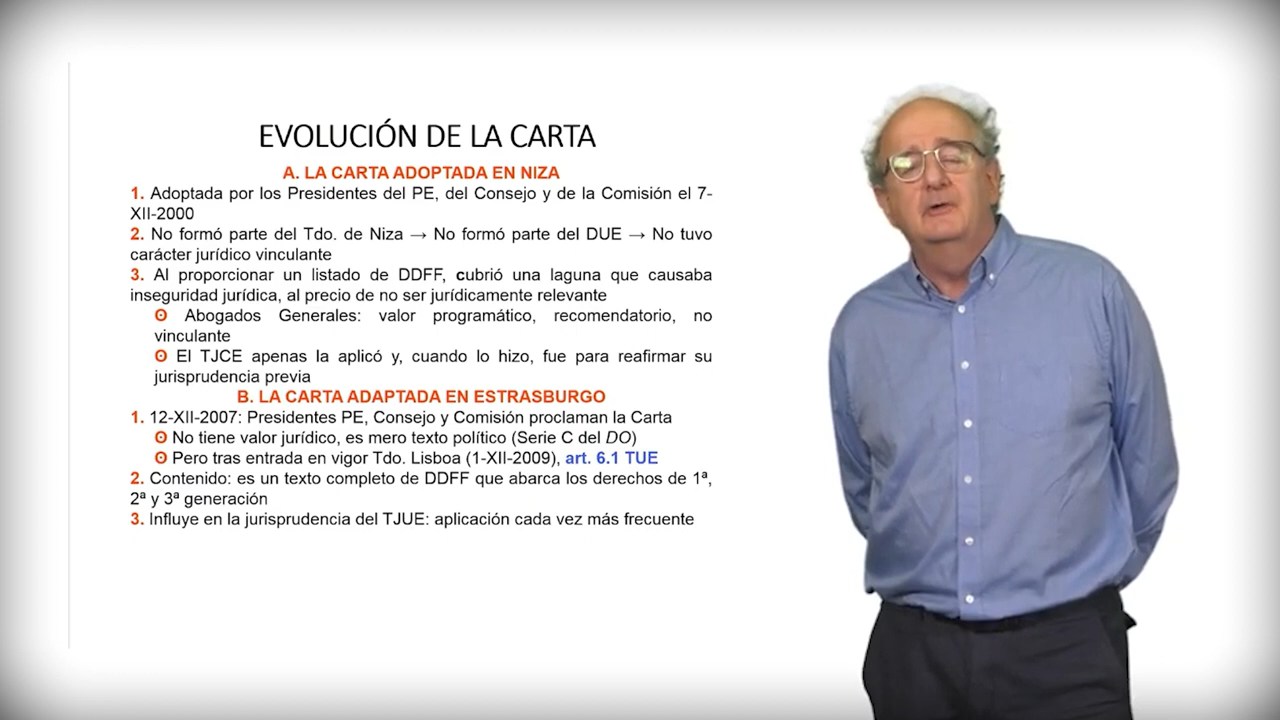 EVOLUCIÓN DE LA CARTA
A. LA CARTA ADOPTADA EN NIZA
1. Adoptada por los Presidentes del PE, del Consejo y de la Comisión el 7-
XII-2000
2. No formó parte del Tdo. de Niza → No formó parte del DUE → No tuvo
carácter jurídico vinculante
3. Al proporcionar un listado de DDFF, cubrió una laguna que causaba
inseguridad jurídica, al precio de no ser jurídicamente relevante
ʘ Abogados Generales: valor programático, recomendatorio, no
vinculante
ʘ El TJCE apenas la aplicó y, cuando lo hizo, fue para reafirmar su
jurisprudencia previa
B. LA CARTA ADAPTADA EN ESTRASBURGO
1. 12-XII-2007: Presidentes PE, Consejo y Comisión proclaman la Carta
ʘ No tiene valor jurídico, es mero texto político (Serie C del DO)
ʘ Pero tras entrada en vigor Tdo. Lisboa (1-XII-2009), art. 6.1 TUE
2. Contenido: es un texto completo de DDFF que abarca los derechos de 1ª,
2ª y 3ª generación
3. Influye en la jurisprudencia del TJUE: aplicación cada vez más frecuente